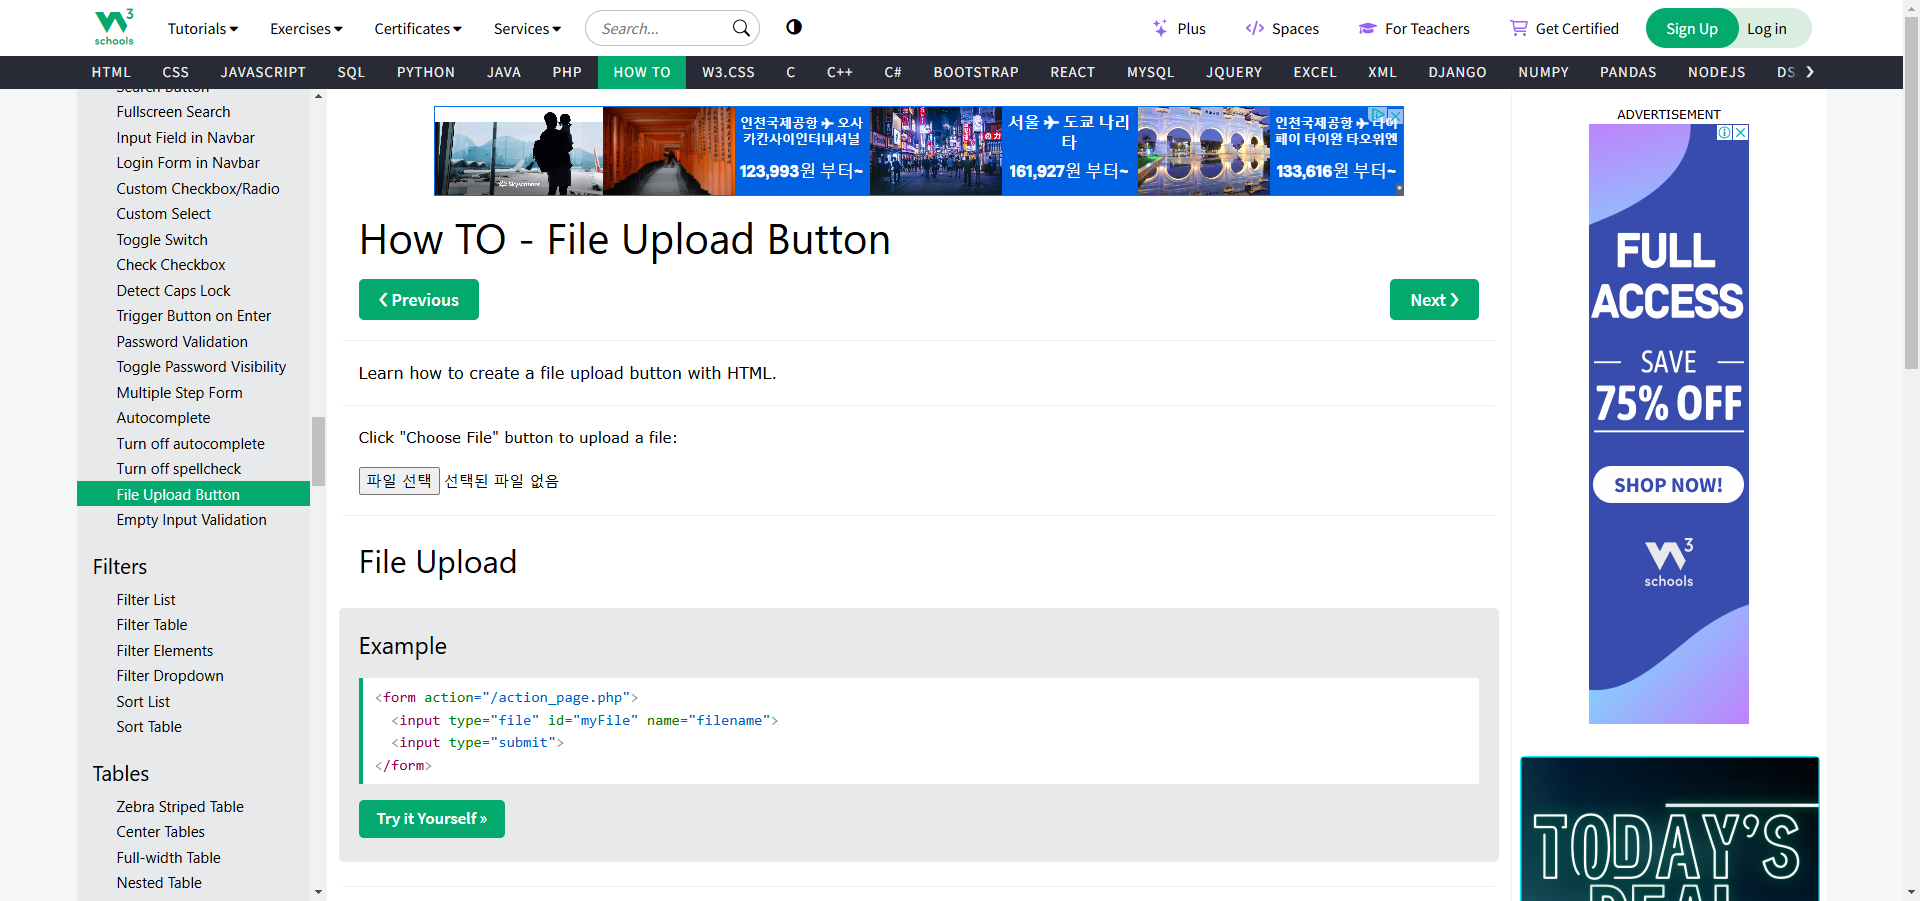 W3
schools
Tutorials
Exercises
Certificates
Services
Search...
Plus
Spaces
For Teachers
Get Certified
Sign Up
Log in
HTML
CSS
JAVASCRIPT
SQL
PYTHON
JAVA
PHP
HOW TO
W3.CSS
C
C++
C#
BOOTSTRAP
REACT
MYSQL
JQUERY
EXCEL
XML
DJANGO
NUMPY
PANDAS
NODEJS
DS
❯
Search Button
Fullscreen Search
Input Field in Navbar
Login Form in Navbar
Custom Checkbox/Radio
Custom Select
Toggle Switch
Check Checkbox
Detect Caps Lock
Trigger Button on Enter
Password Validation
Toggle Password Visibility
Multiple Step Form
Autocomplete
Turn off autocomplete
Turn off spellcheck
File Upload Button
Empty Input Validation
Filters
Filter List
Filter Table
Filter Elements
Filter Dropdown
Sort List
Sort Table
Tables
Zebra Striped Table
Center Tables
Full-width Table
Nested Table
Skyscanner
인천국제공항 ✈ 오사
카칸사이인터내셔널
123,993원 부터~
서울 ✈ 도쿄 나리
타
161,927원 부터~
인천국제공항 ✈ 타이
페이 타이완 타오위엔
133,616원 부터~
How TO - File Upload Button
❮ Previous
Next ❯
Learn how to create a file upload button with HTML.
Click "Choose File" button to upload a file:
파일 선택 선택된 파일 없음
File Upload
Example
<form action="/action_page.php">
  <input type="file" id="myFile" name="filename">
  <input type="submit">
</form>
Try it Yourself »
ADVERTISEMENT
FULL
ACCESS
SAVE
75% OFF
SHOP NOW!
W3
schools
TODAY'S
DEAL